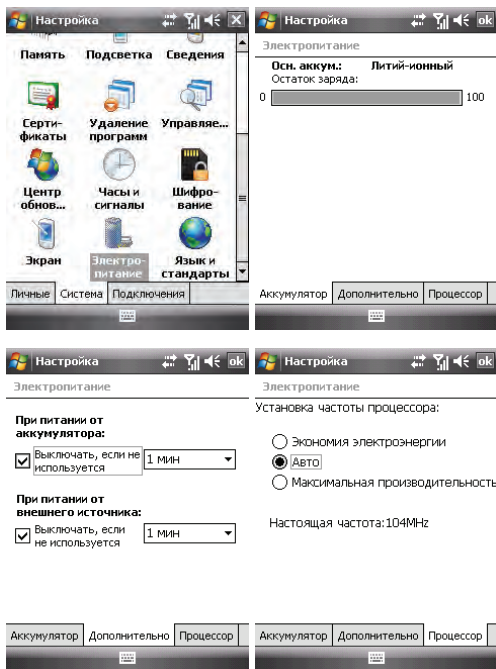 Настройка
Память Подсветка Сведения
Серти-
фикаты
Удаление
программ
Управляе...
Центр
обнов...
Часы и
сигналы
Шифро-
вание
Экран
Электро-
питание
Язык и
стандарты
Личные Система Подключения
Настройка ok
Электропитание
Осн. аккум.: Литий-ионный
Остаток заряда:
0 100
Аккумулятор Дополнительно Процессор
Настройка ok
Электропитание
При питании от
аккумулятора:
Выключать, если не
используется
1 мин
При питании от
внешнего источника:
Выключать, если
не используется
1 мин
Аккумулятор Дополнительно Процессор
Настройка ok
Электропитание
Установка частоты процессора:
Экономия электроэнергии
Авто
Максимальная производительность
Настоящая частота:104MHz
Аккумулятор Дополнительно Процессор